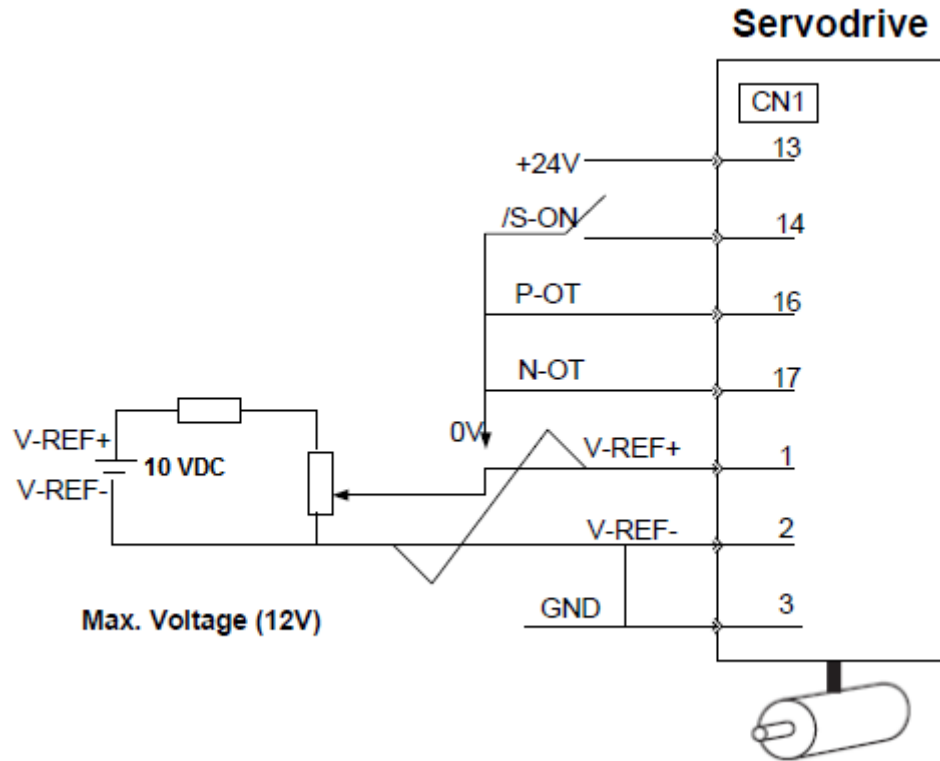 Servodrive
CN1
+24V 13
/S-ON 14
P-OT 16
N-OT 17
0V
V-REF+ 10 VDC V-REF+ 1
V-REF- V-REF- 2
Max. Voltage (12V) GND 3